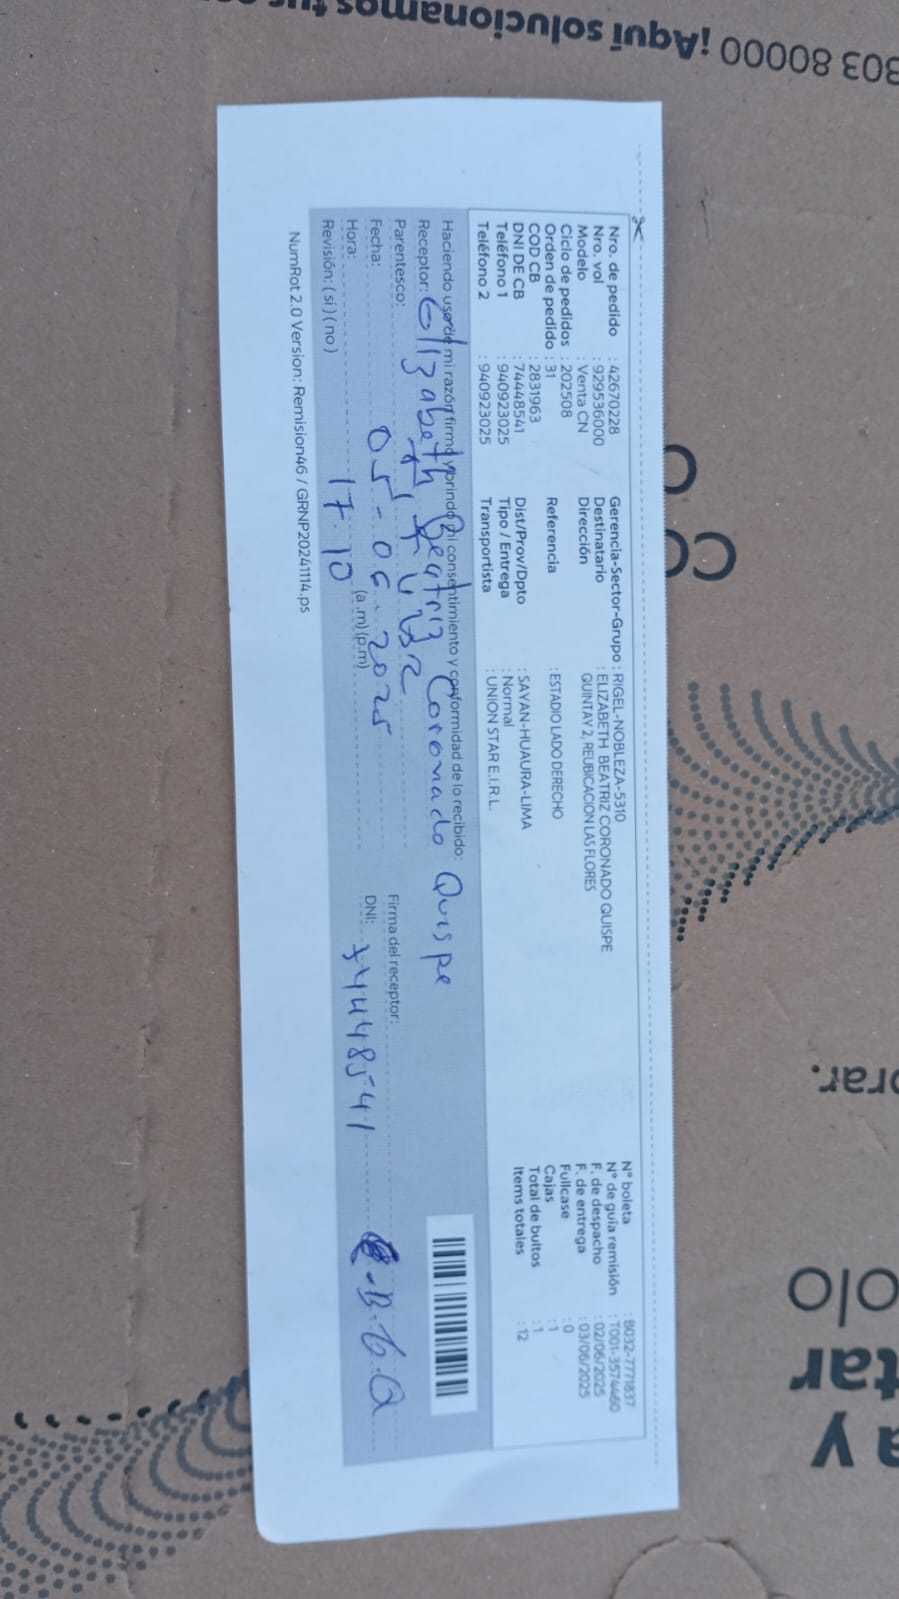 803 80000 ¡Aquí solucionamos tus
Nro. de pedido : 42670228
Nro. vol : 929536000
Modelo : Venta CN
Ciclo de pedidos : 202508
Orden de pedido : 31
COD CB : 2831963
DNI DE CB : 74448541
Teléfono 1 : 940923025
Teléfono 2 : 940923025
Gerencia-Sector-Grupo : RIGEL-NOBLEZA-5310
Destinatario : ELIZABETH BEATRIZ CORONADO QUISPE
Dirección QUINTAY 2, REUBICACION LAS FLORES
Referencia : ESTADIO LADO DERECHO
Dist/Prov/Dpto : SAYAN-HUAURA-LIMA
Tipo / Entrega : Normal
Transportista : UNION STAR E.I.R.L.
N° boleta : B032-7771837
N° de guía remisión : T001-3574480
F. de despacho : 02/06/2025
F. de entrega : 03/06/2025
Fullcase : 0
Cajas : 1
Total de bultos : 1
Items totales : 12
Haciendo uso de mi razón firmo y brindo mi consentimiento y conformidad de lo recibido:
Receptor: Elizabeth Beatriz Coronado Quispe
Parentesco: Titular
Firma del receptor:
Fecha: 05-06-2025
DNI: 74448541
Hora: 17 10 (a.m) (p.m)
Revisión: ( si ) ( no )
NumRot 2.0 Version: Remision46 / GRNP20241114.ps